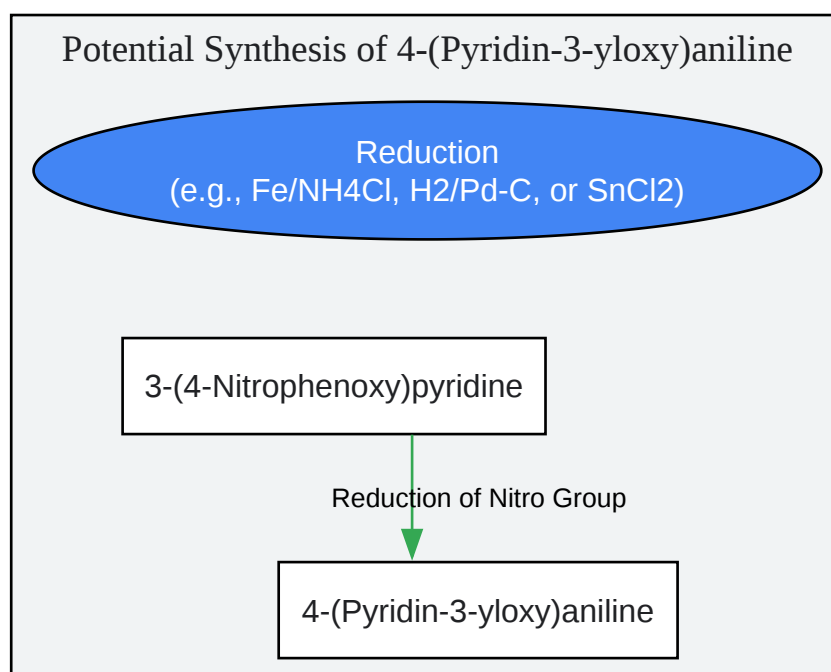 Potential Synthesis of 4-(Pyridin-3-yloxy)aniline
Reduction
(e.g., Fe/NH4Cl, H2/Pd-C, or SnCl2)
3-(4-Nitrophenoxy)pyridine
Reduction of Nitro Group
4-(Pyridin-3-yloxy)aniline